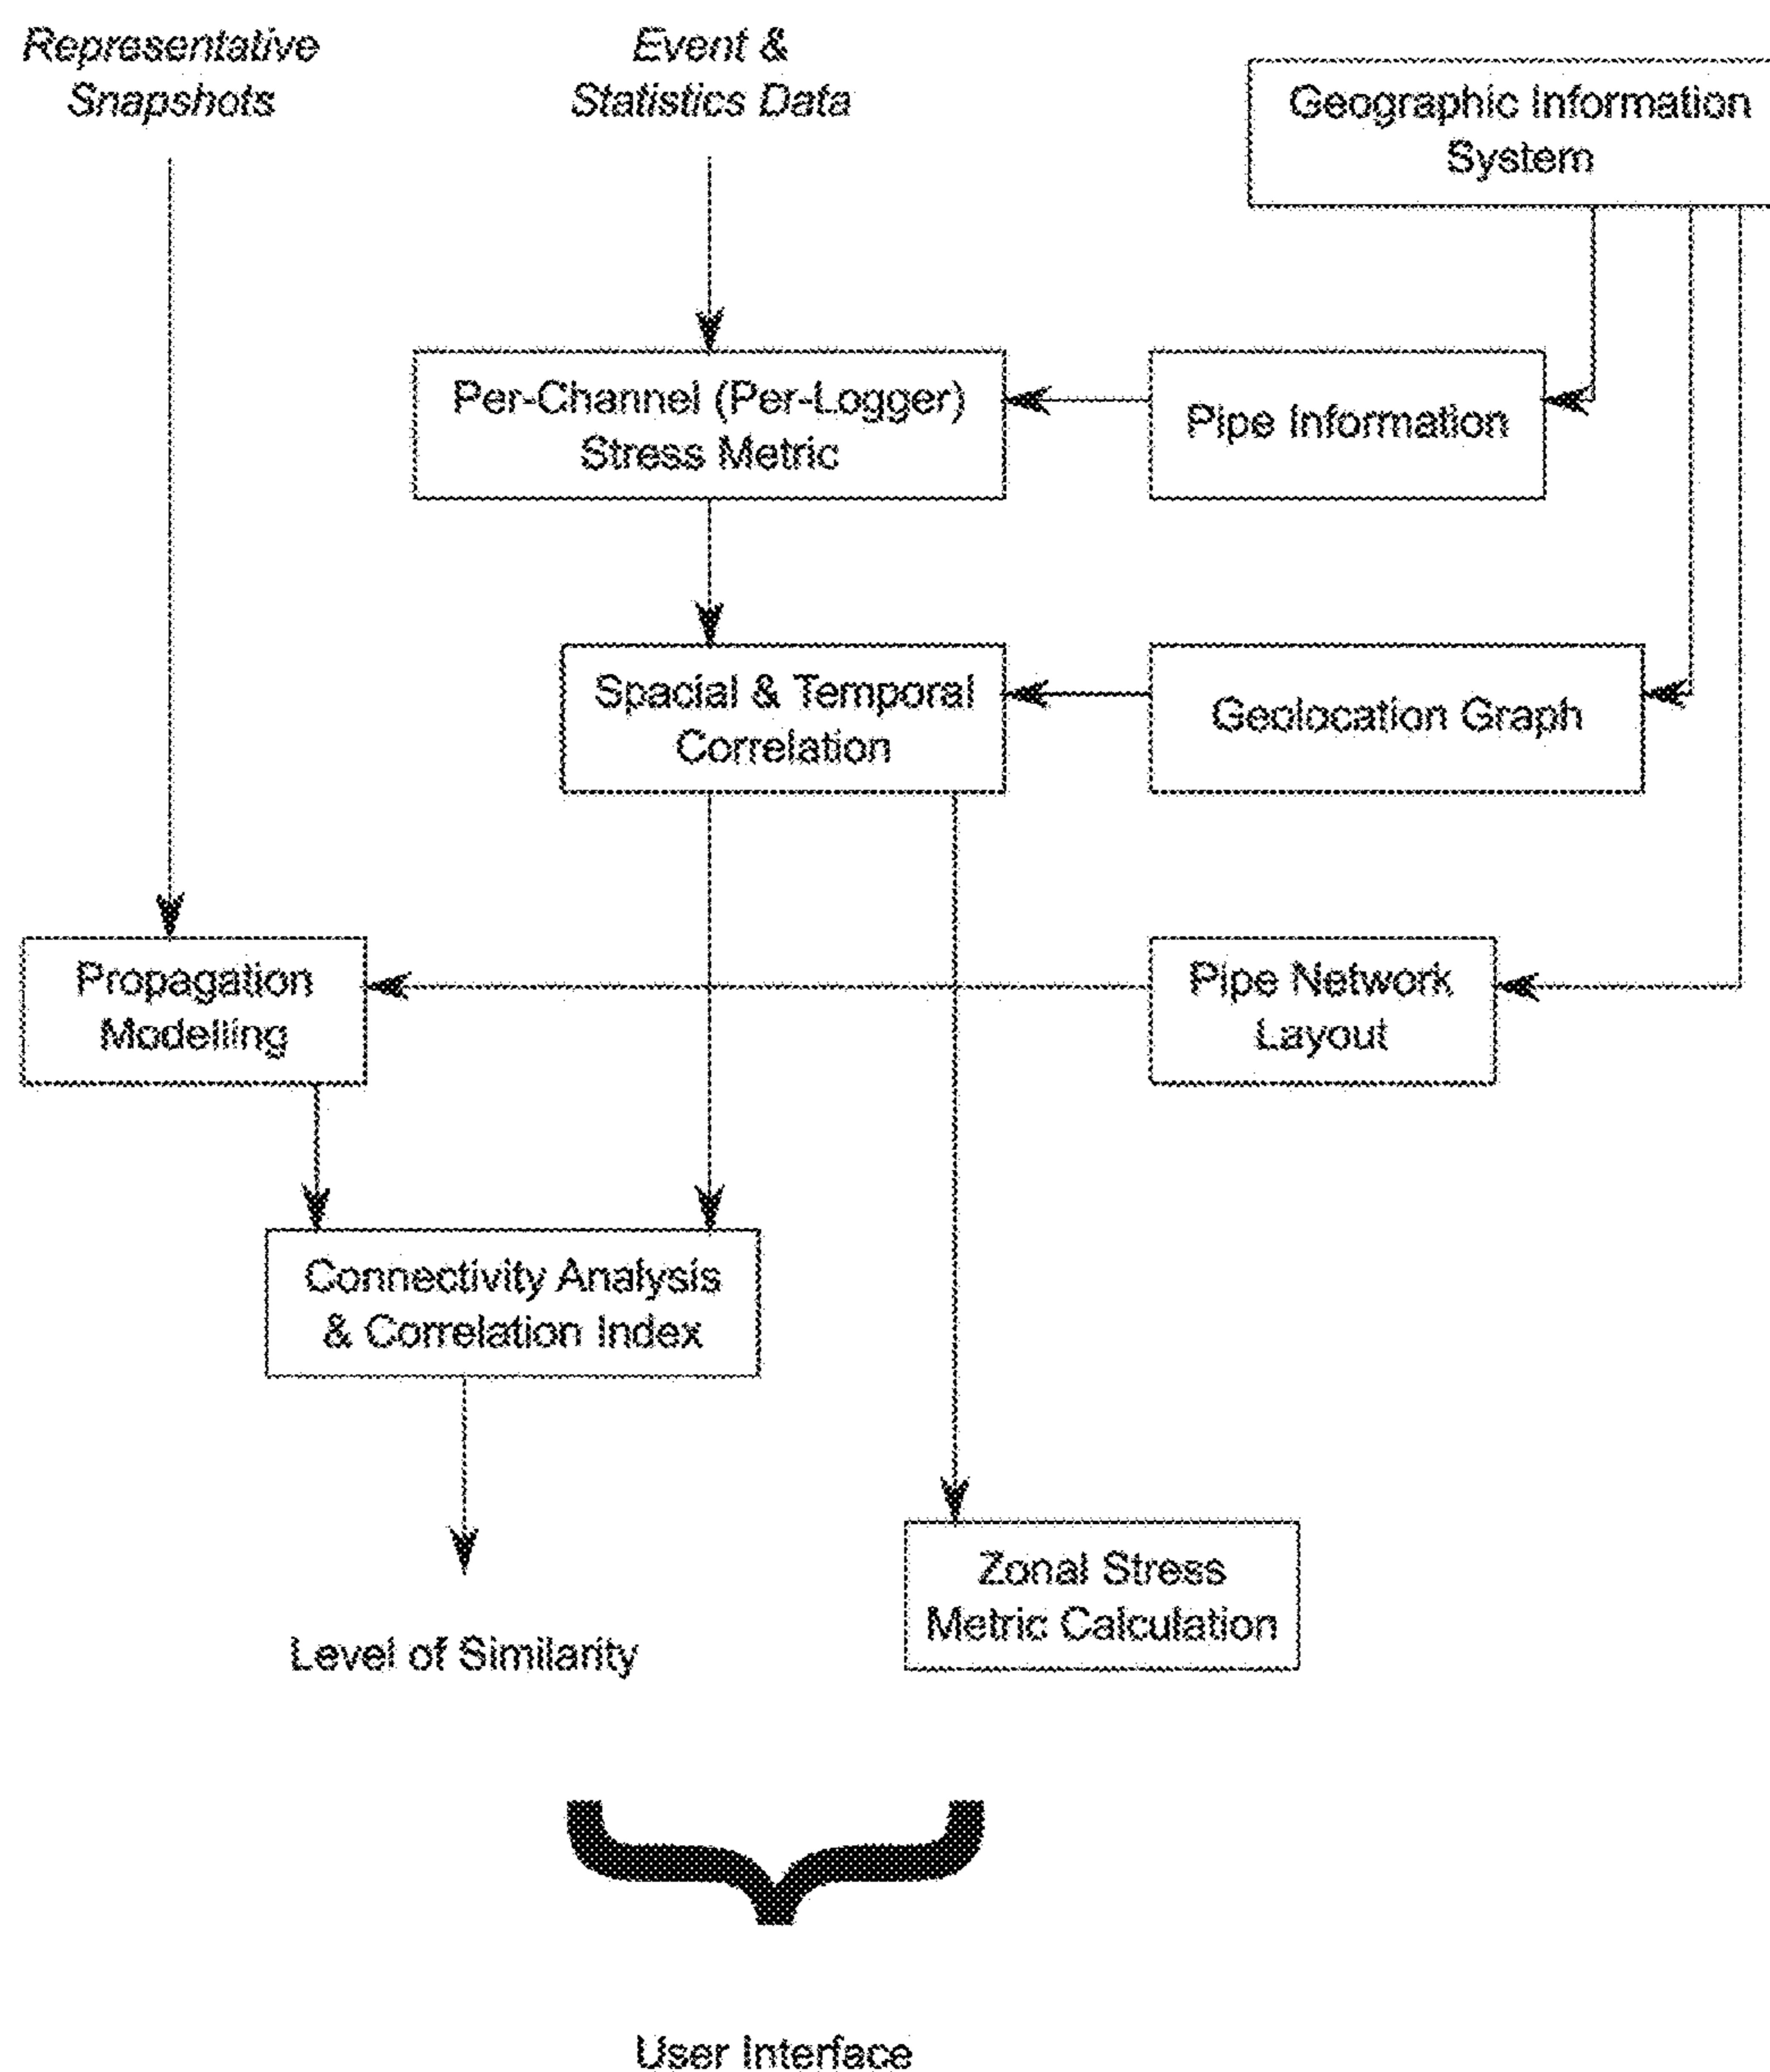 Representative
Snapshots
Event &
Statistics Data
Geographic Information
System
Per-Channel (Per-Logger)
Stress Metric
Pipe Information
Spacial & Temporal
Correlation
Geolocation Graph
Propagation
Modelling
Pipe Network
Layout
Connectivity Analysis
& Correlation Index
Zonal Stress
Metric Calculation
Level of Similarity
User Interface